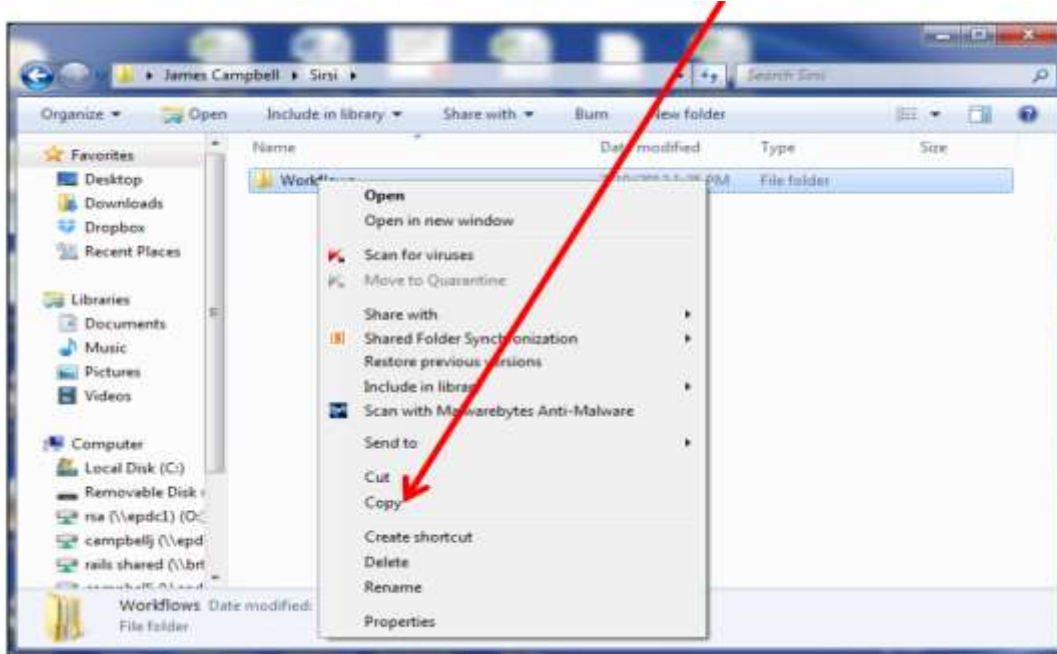 James Campbell Sirsi
Search Sirsi
Organize Open Include in library Share with Burn New folder
Name Date modified Type Size
Favorites
Desktop
Downloads
Dropbox
Recent Places
Libraries
Documents
Music
Pictures
Videos
Computer
Local Disk (C:)
Removable Disk
rsa (\\epdc1) (O:
campbellj (\\epd
rails shared (\\brt
PM File folder
Open
Open in new window
Scan for viruses
Move to Quarantine
Share with
Shared Folder Synchronization
Restore previous versions
Include in library
Scan with Malwarebytes Anti-Malware
Send to
Cut
Copy
Create shortcut
Delete
Rename
Properties
Workflows Date modified:
File folder